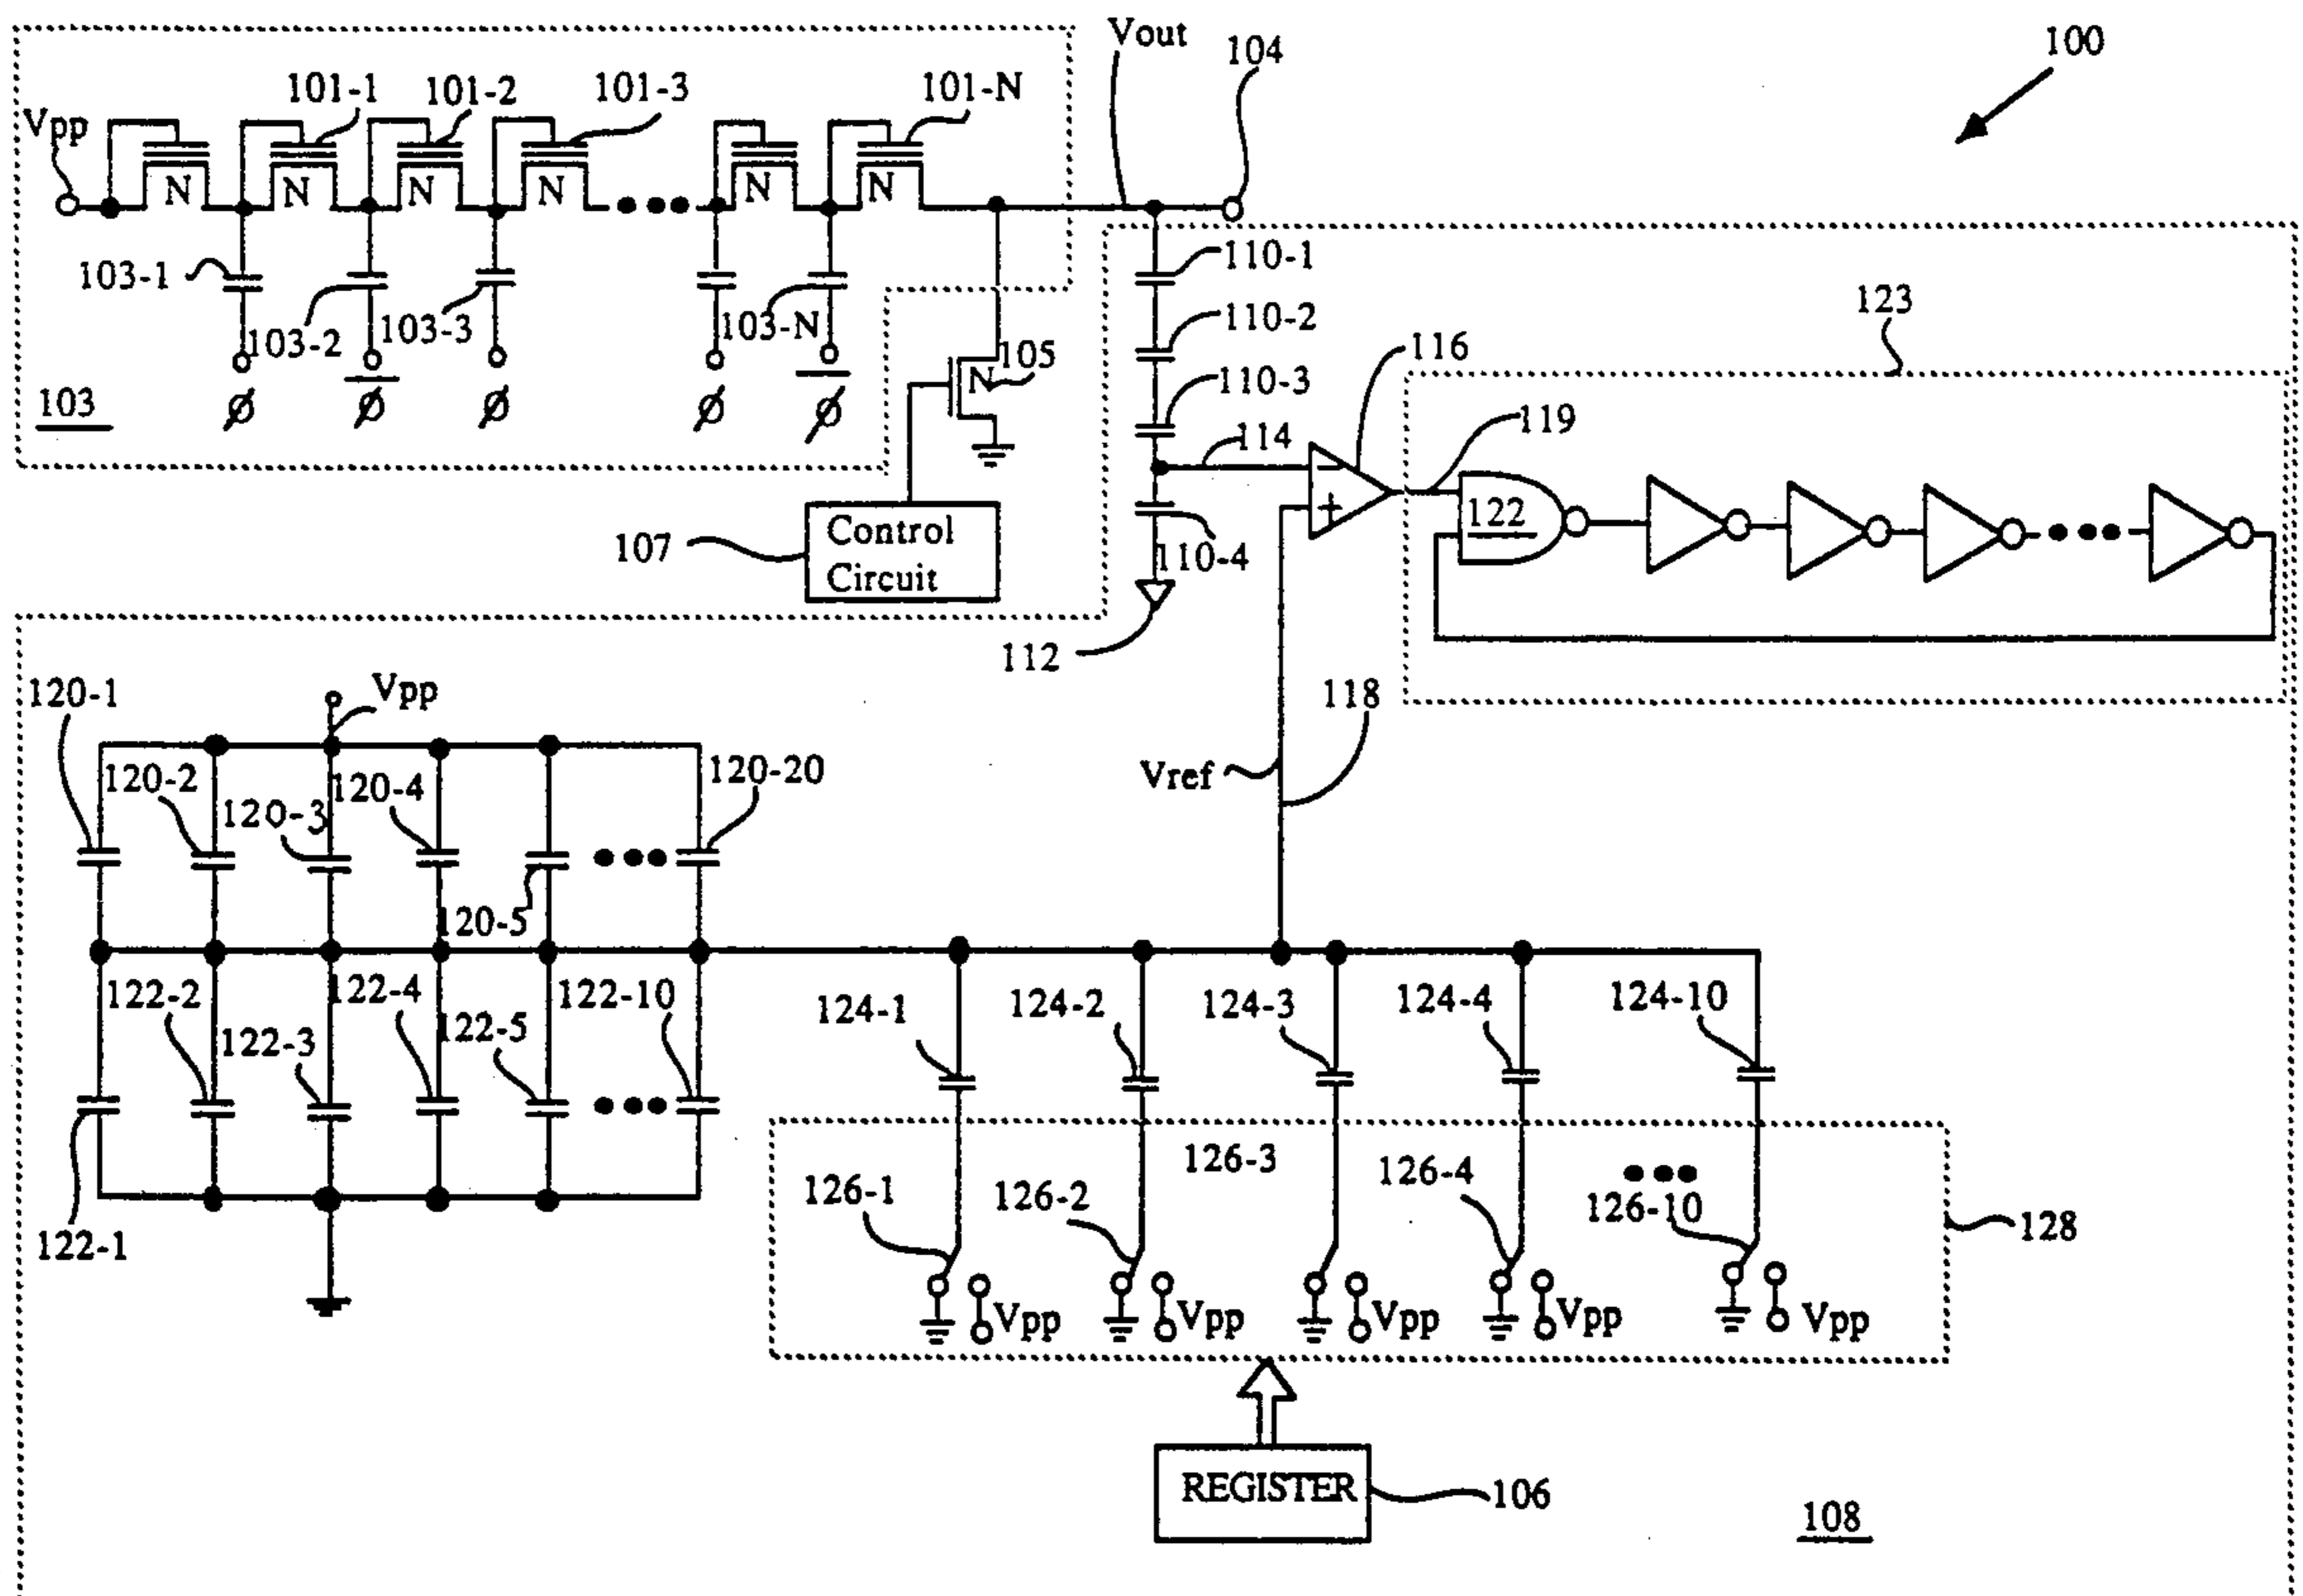 Vout
104
100
101-1
101-2
101-3
101-N
Vpp
N
N
N
N
N
N
103-1
103-2
103-3
103-N
ϕ
ϕ̅
ϕ
ϕ
ϕ̅
103
110-1
110-2
110-3
110-4
N
105
114
116
119
123
122
107
Control
Circuit
112
−
+
118
Vref
Vpp
120-1
120-2
120-3
120-4
120-5
120-20
122-1
122-2
122-3
122-4
122-5
122-10
124-1
124-2
124-3
124-4
124-10
126-1
126-2
126-3
126-4
126-10
128
Vpp
Vpp
Vpp
Vpp
Vpp
REGISTER
106
108